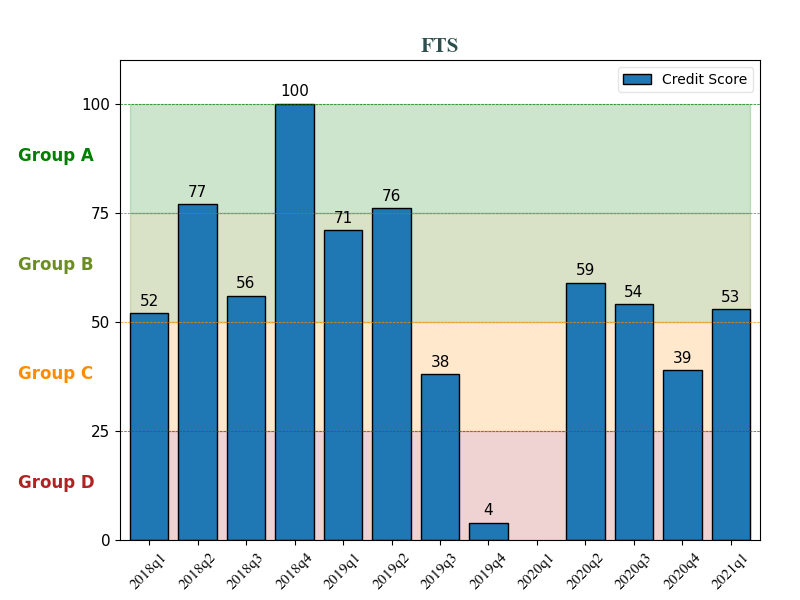 FTS
Credit Score
100
75
50
25
0
Group A
Group B
Group C
Group D
52
77
56
100
71
76
38
4
59
54
39
53
2018q1
2018q2
2018q3
2018q4
2019q1
2019q2
2019q3
2019q4
2020q1
2020q2
2020q3
2020q4
2021q1